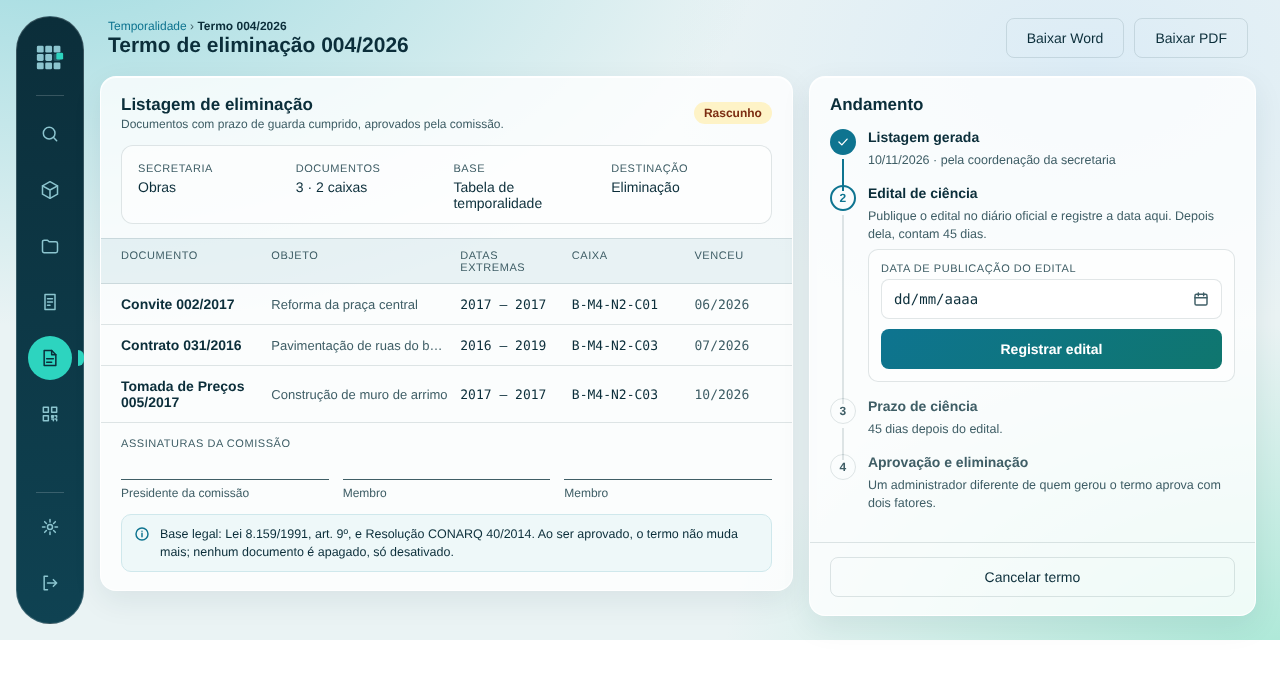 Temporalidade › Termo 004/2026
Termo de eliminação 004/2026
Baixar Word
Baixar PDF
Listagem de eliminação
Documentos com prazo de guarda cumprido, aprovados pela comissão.
Rascunho
SECRETARIA
Obras
DOCUMENTOS
3 · 2 caixas
BASE
Tabela de
temporalidade
DESTINAÇÃO
Eliminação
DOCUMENTO OBJETO DATAS EXTREMAS CAIXA VENCEU
Convite 002/2017 Reforma da praça central 2017 – 2017 B-M4-N2-C01 06/2026
Contrato 031/2016 Pavimentação de ruas do b… 2016 – 2019 B-M4-N2-C03 07/2026
Tomada de Preços 005/2017 Construção de muro de arrimo 2017 – 2017 B-M4-N2-C03 10/2026
ASSINATURAS DA COMISSÃO
Presidente da comissão
Membro
Membro
Base legal: Lei 8.159/1991, art. 9º, e Resolução CONARQ 40/2014. Ao ser aprovado, o termo não muda
mais; nenhum documento é apagado, só desativado.
Andamento
Listagem gerada
10/11/2026 · pela coordenação da secretaria
2
Edital de ciência
Publique o edital no diário oficial e registre a data aqui. Depois
dela, contam 45 dias.
DATA DE PUBLICAÇÃO DO EDITAL
dd/mm/aaaa
Registrar edital
3
Prazo de ciência
45 dias depois do edital.
4
Aprovação e eliminação
Um administrador diferente de quem gerou o termo aprova com
dois fatores.
Cancelar termo